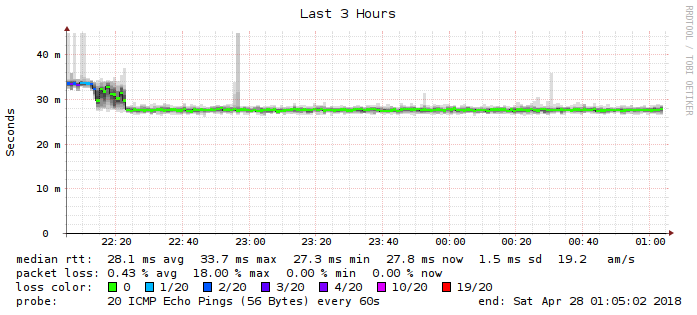 Last 3 Hours
RRDTOOL / TOBI OETIKER
Seconds
40 m
30 m
20 m
10 m
0
22:20 22:40 23:00 23:20 23:40 00:00 00:20 00:40 01:00
median rtt: 28.1 ms avg 33.7 ms max 27.3 ms min 27.8 ms now 1.5 ms sd 19.2 am/s
packet loss: 0.43 % avg 18.00 % max 0.00 % min 0.00 % now
loss color: 0 1/20 2/20 3/20 4/20 10/20 19/20
probe: 20 ICMP Echo Pings (56 Bytes) every 60s end: Sat Apr 28 01:05:02 2018